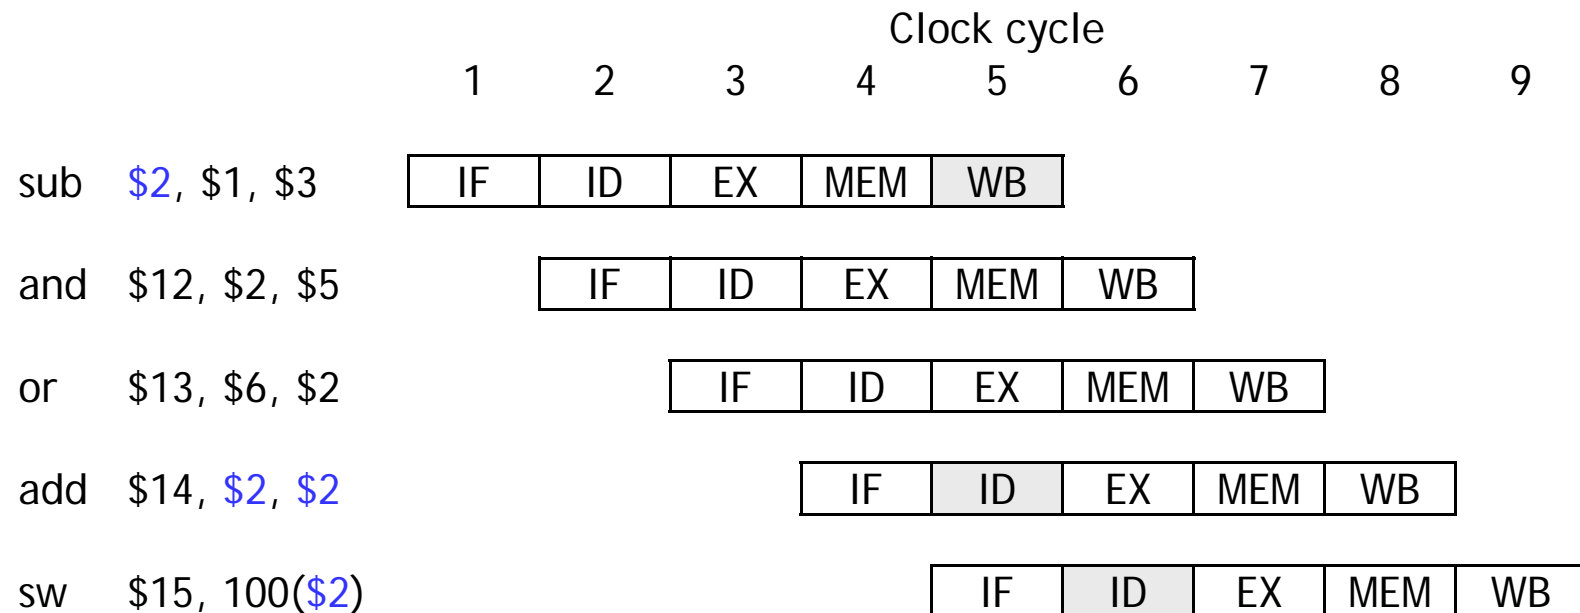 Clock cycle
1 2 3 4 5 6 7 8 9
sub $2, $1, $3 IF ID EX MEM WB
and $12, $2, $5 IF ID EX MEM WB
or $13, $6, $2 IF ID EX MEM WB
add $14, $2, $2 IF ID EX MEM WB
sw $15, 100($2) IF ID EX MEM WB